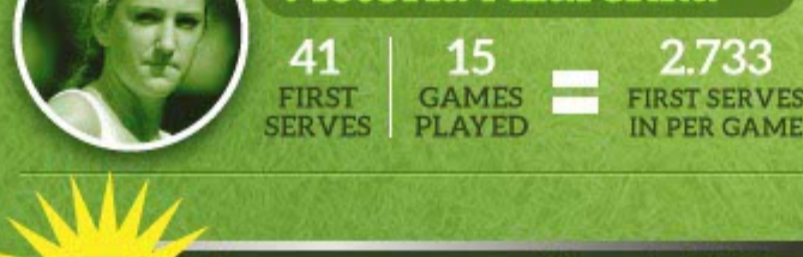 41
FIRST
SERVES
15
GAMES
PLAYED
=
2.733
FIRST SERVES
IN PER GAME